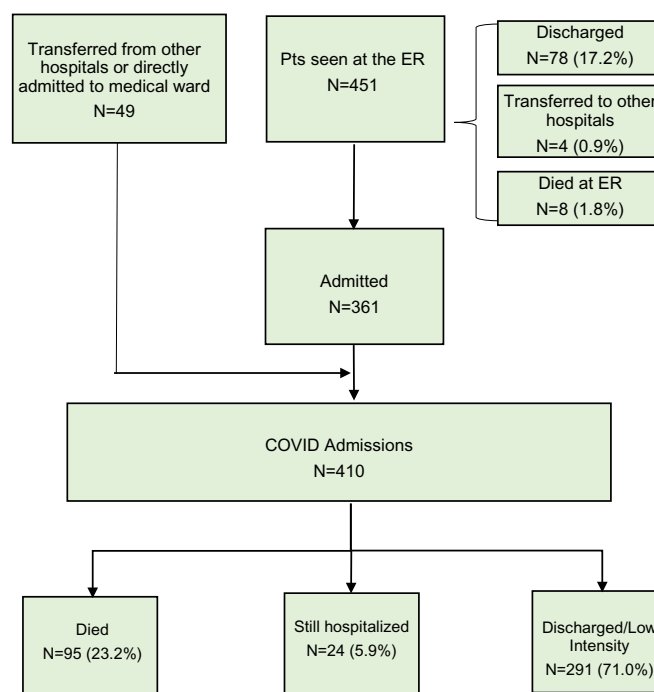 Transferred from other
hospitals or directly
admitted to medical ward
N=49
Pts seen at the ER
N=451
Discharged
N=78 (17.2%)
Transferred to other
hospitals
N=4 (0.9%)
Died at ER
N=8 (1.8%)
Admitted
N=361
COVID Admissions
N=410
Died
N=95 (23.2%)
Still hospitalized
N=24 (5.9%)
Discharged/Low
Intensity
N=291 (71.0%)